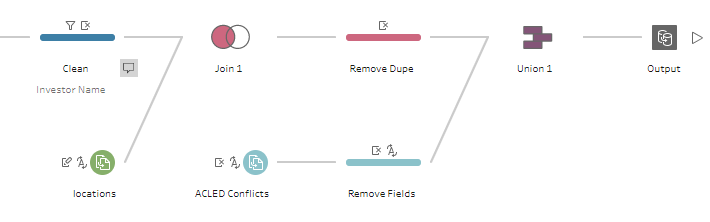 Clean
Join 1
Remove Dupe
Union 1
Output
Investor Name
locations
ACLED Conflicts
Remove Fields